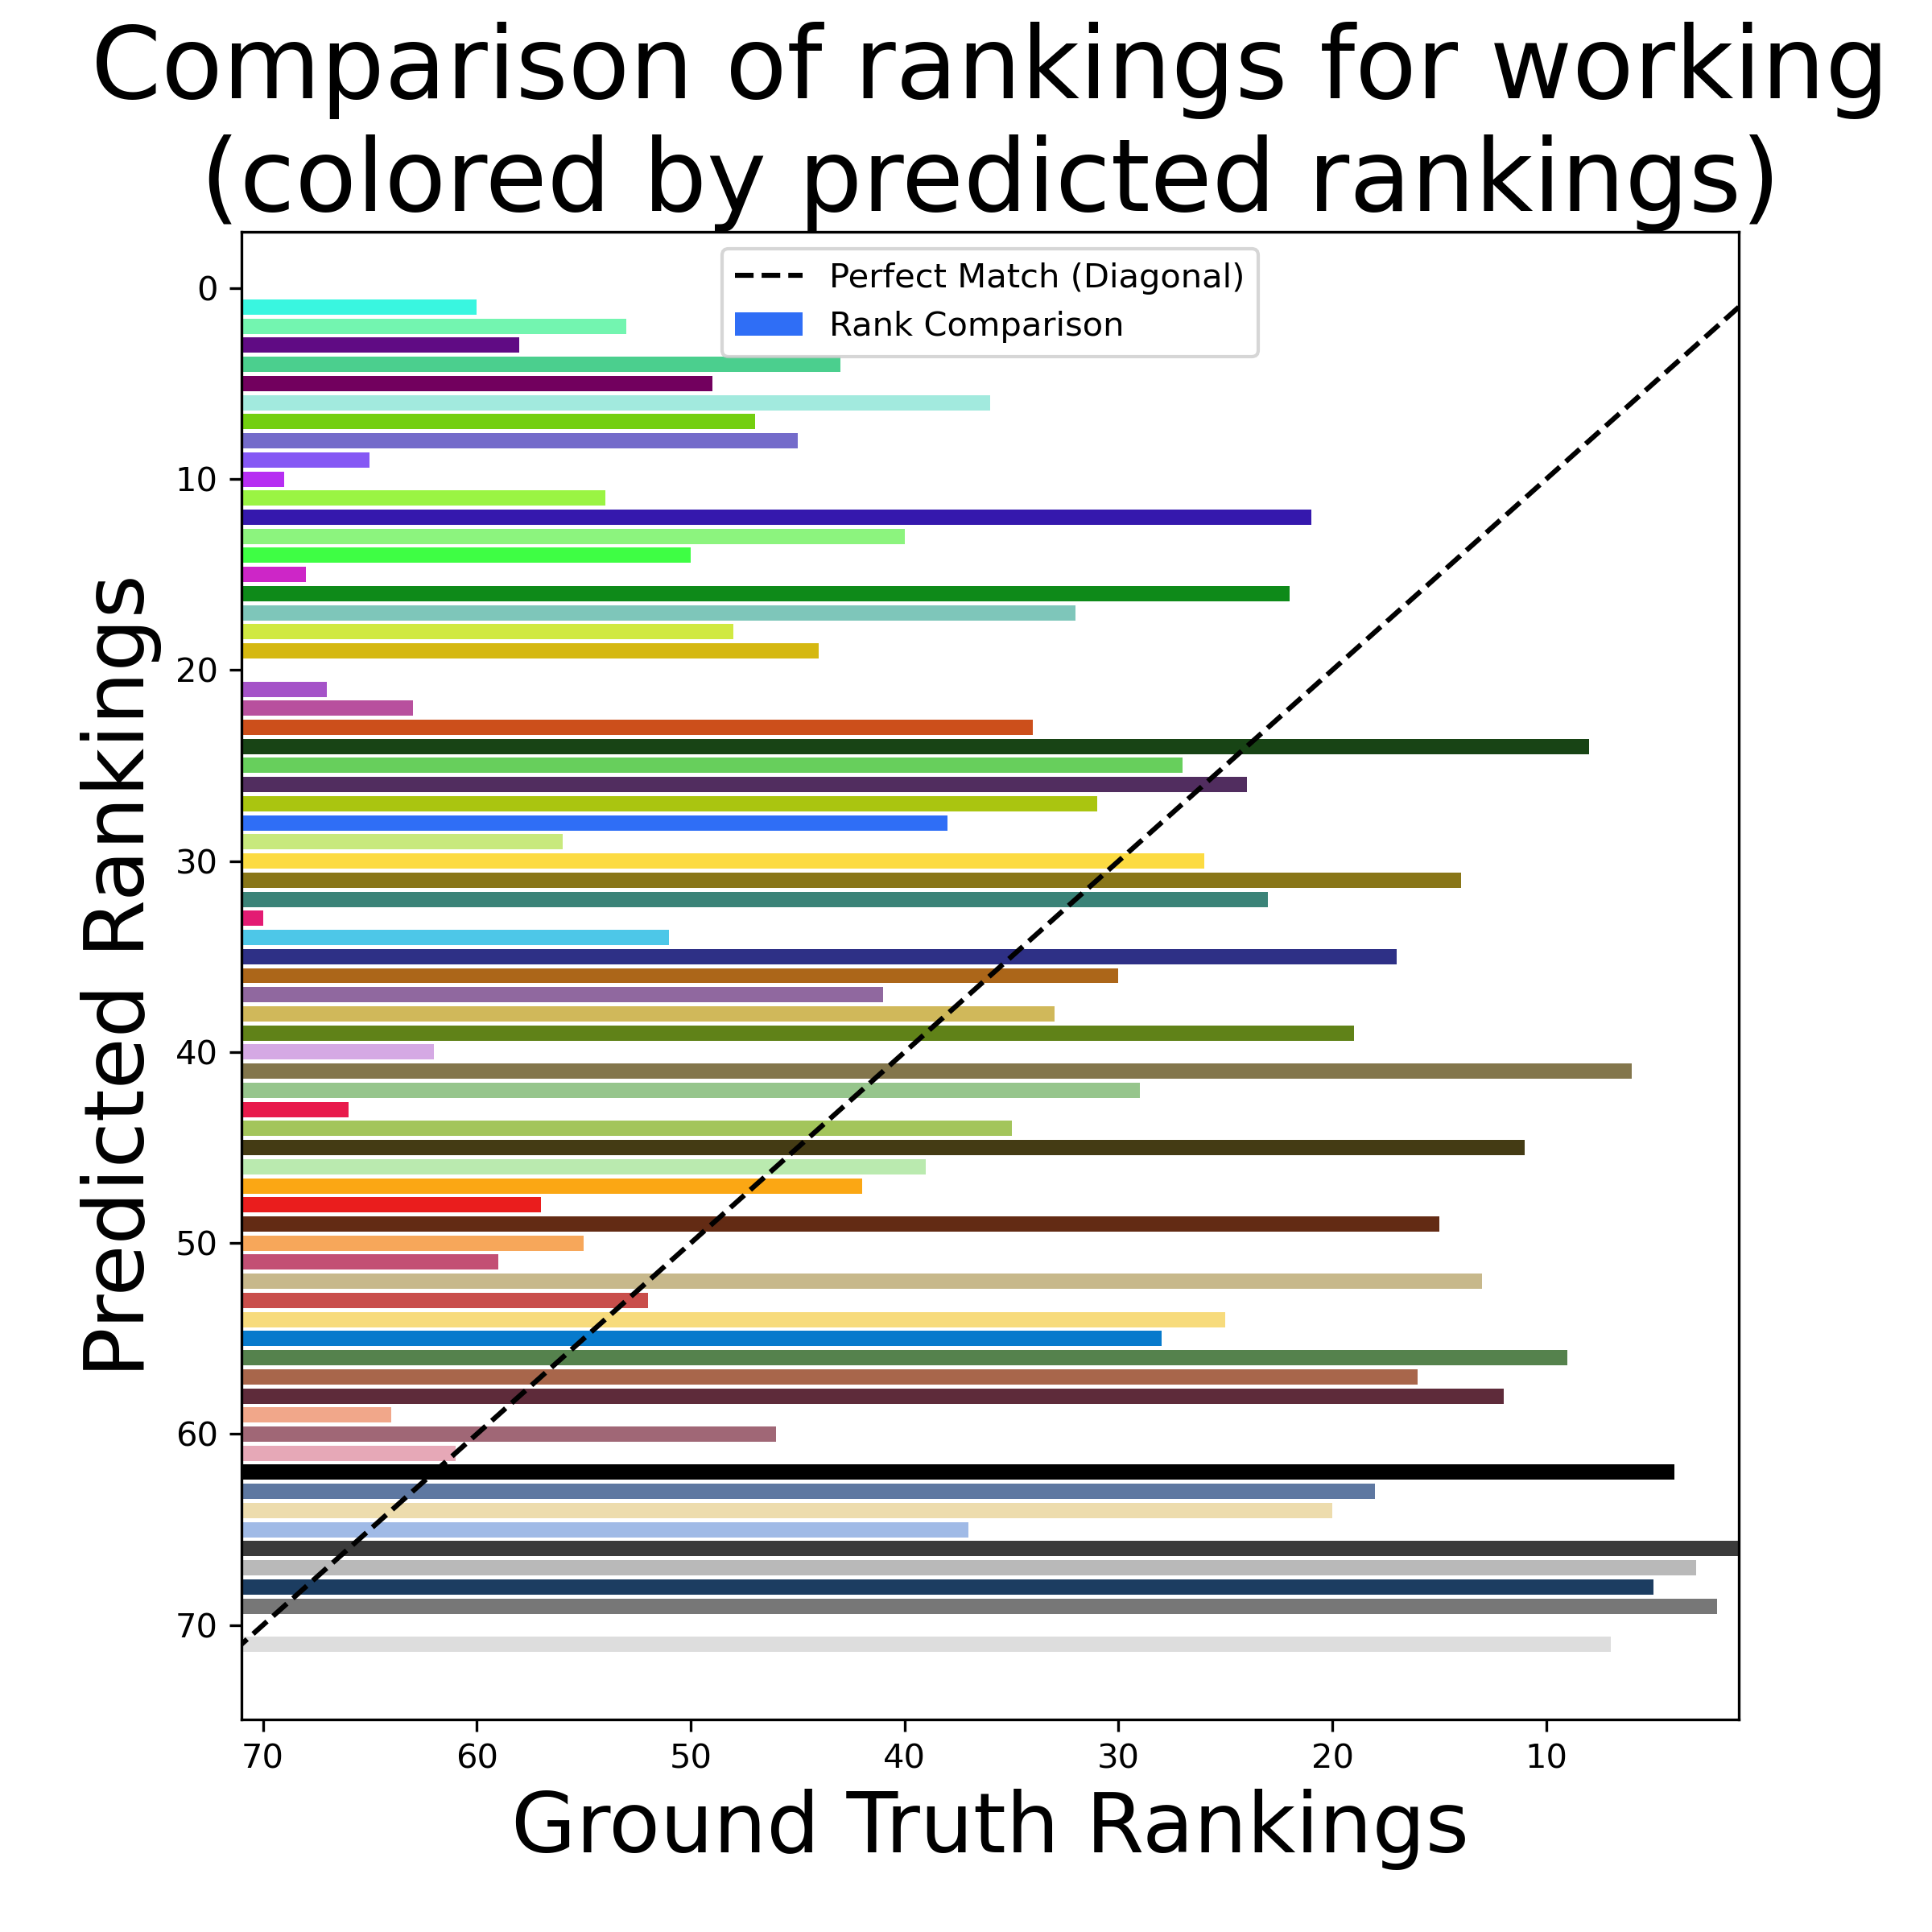 Comparison of rankings for working
(colored by predicted rankings)
Perfect Match (Diagonal)
Rank Comparison
Predicted Rankings
0
10
20
30
40
50
60
70
70 60 50 40 30 20 10
Ground Truth Rankings